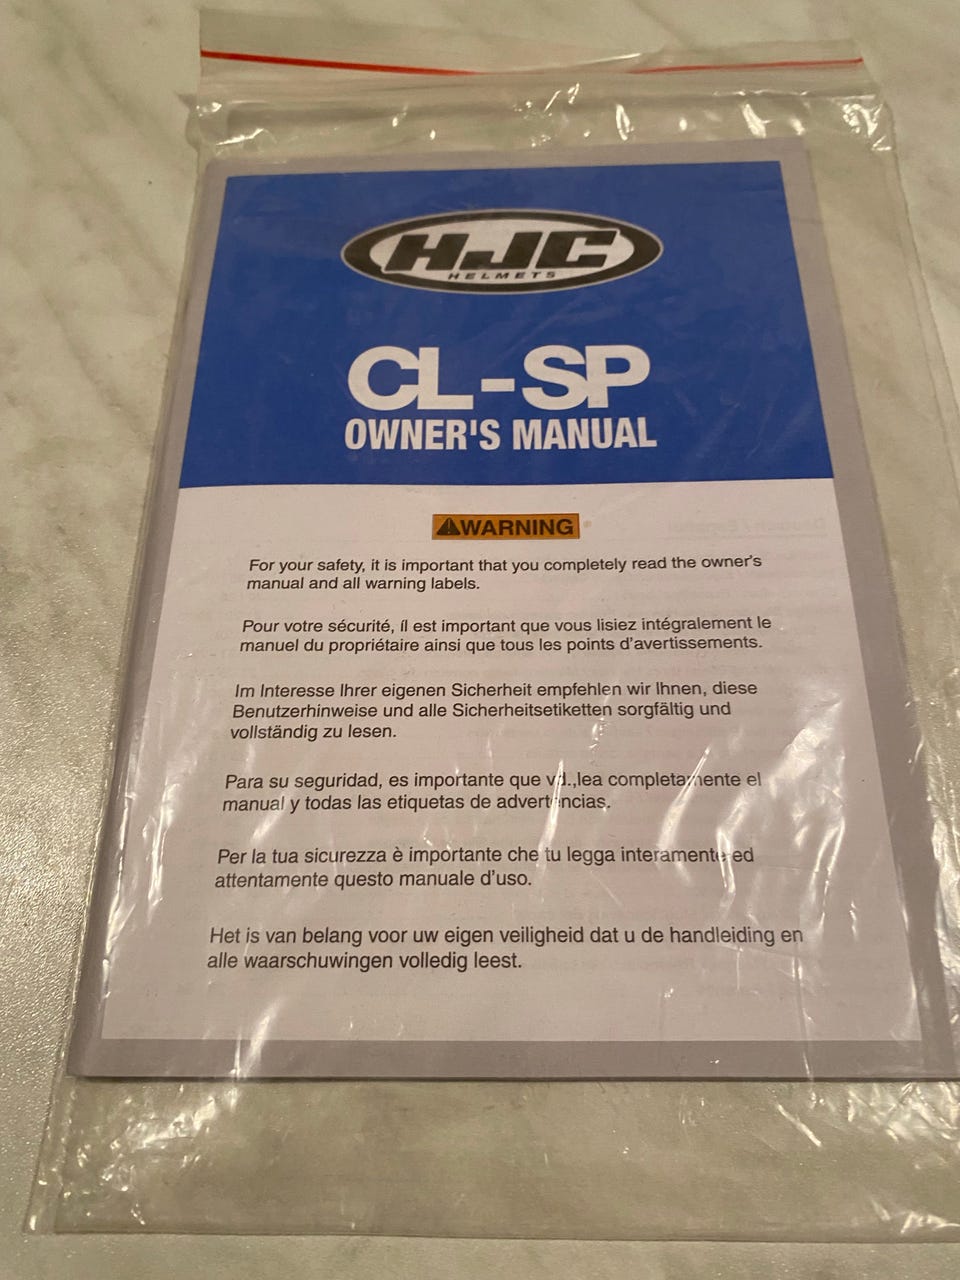 HJC
HELMETS
CL-SP
OWNER'S MANUAL
WARNING
For your safety, it is important that you completely read the owner's
manual and all warning labels.
Pour votre sécurité, íl est important que vous lisiez intégralement le
manuel du propriétaire ainsi que tous les points d'avertissements.
Im Interesse Ihrer eigenen Sicherheit empfehlen wir Ihnen, diese
Benutzerhinweise und alle Sicherheitsetiketten sorgfältig und
vollständig zu lesen.
Para su seguridad, es importante que vd.,lea completamente el
manual y todas las etiquetas de advertencias.
Per la tua sicurezza è importante che tu legga interamente ed
attentamente questo manuale d'uso.
Het is van belang voor uw eigen veiligheid dat u de handleiding en
alle waarschuwingen volledig leest.